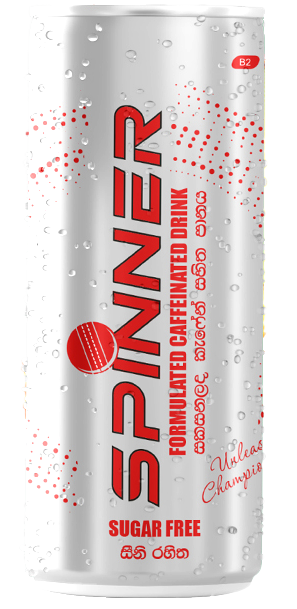 B2
SPINNER
FORMULATED CAFFEINATED DRINK
සකසනලද කැෆේන් සහිත පානය
SUGAR FREE
සීනි රහිත